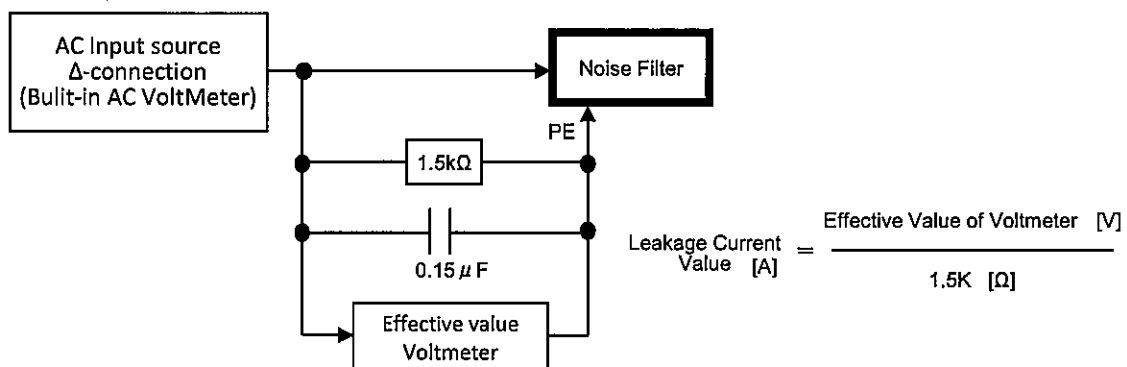 AC Input source
Δ-connection
(Bulit-in AC VoltMeter)
Noise Filter
PE
1.5kΩ
0.15μF
Effective value
Voltmeter
Leakage Current
Value [A]
=
Effective Value of Voltmeter [V]
1.5K [Ω]